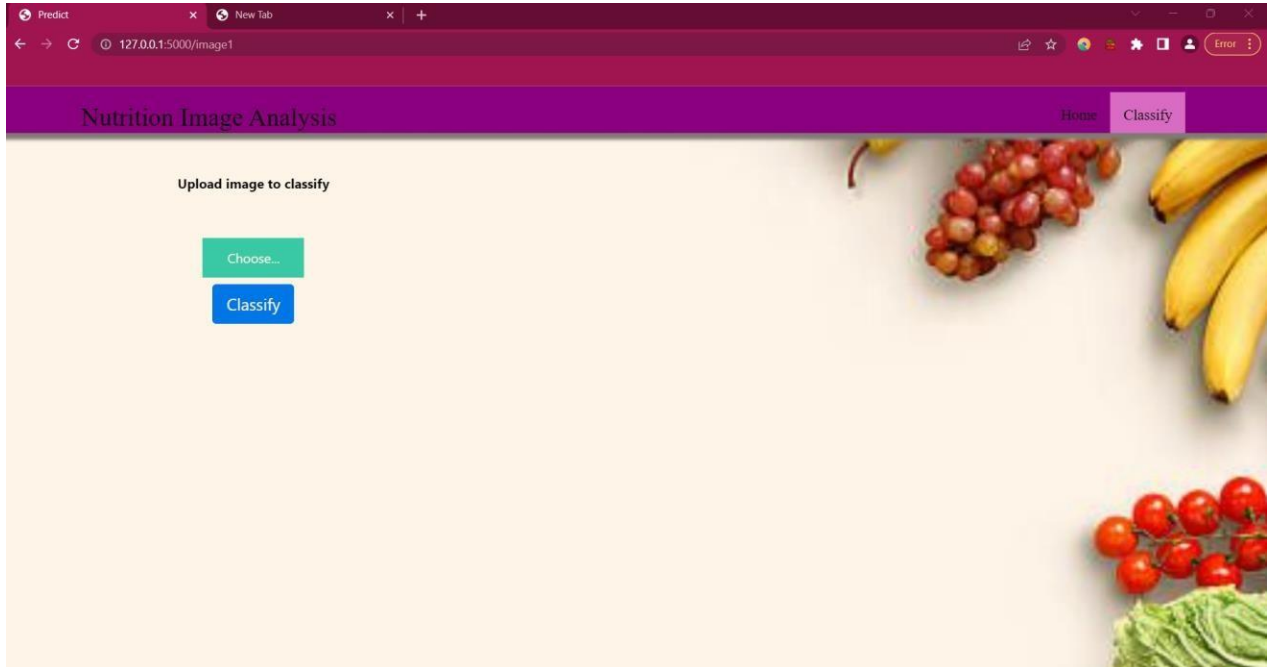 Predict
New Tab
127.0.0.1:5000/image1
Error
Nutrition Image Analysis
Home
Classify
Upload image to classify
Choose...
Classify